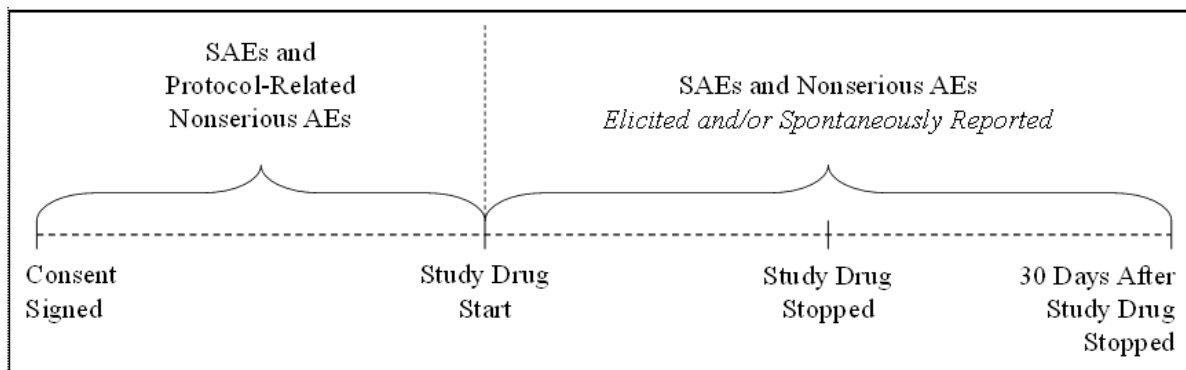 SAEs and
Protocol-Related
Nonserious AEs
SAEs and Nonserious AEs
Elicited and/or Spontaneously Reported
Consent
Signed
Study Drug
Start
Study Drug
Stopped
30 Days After
Study Drug
Stopped